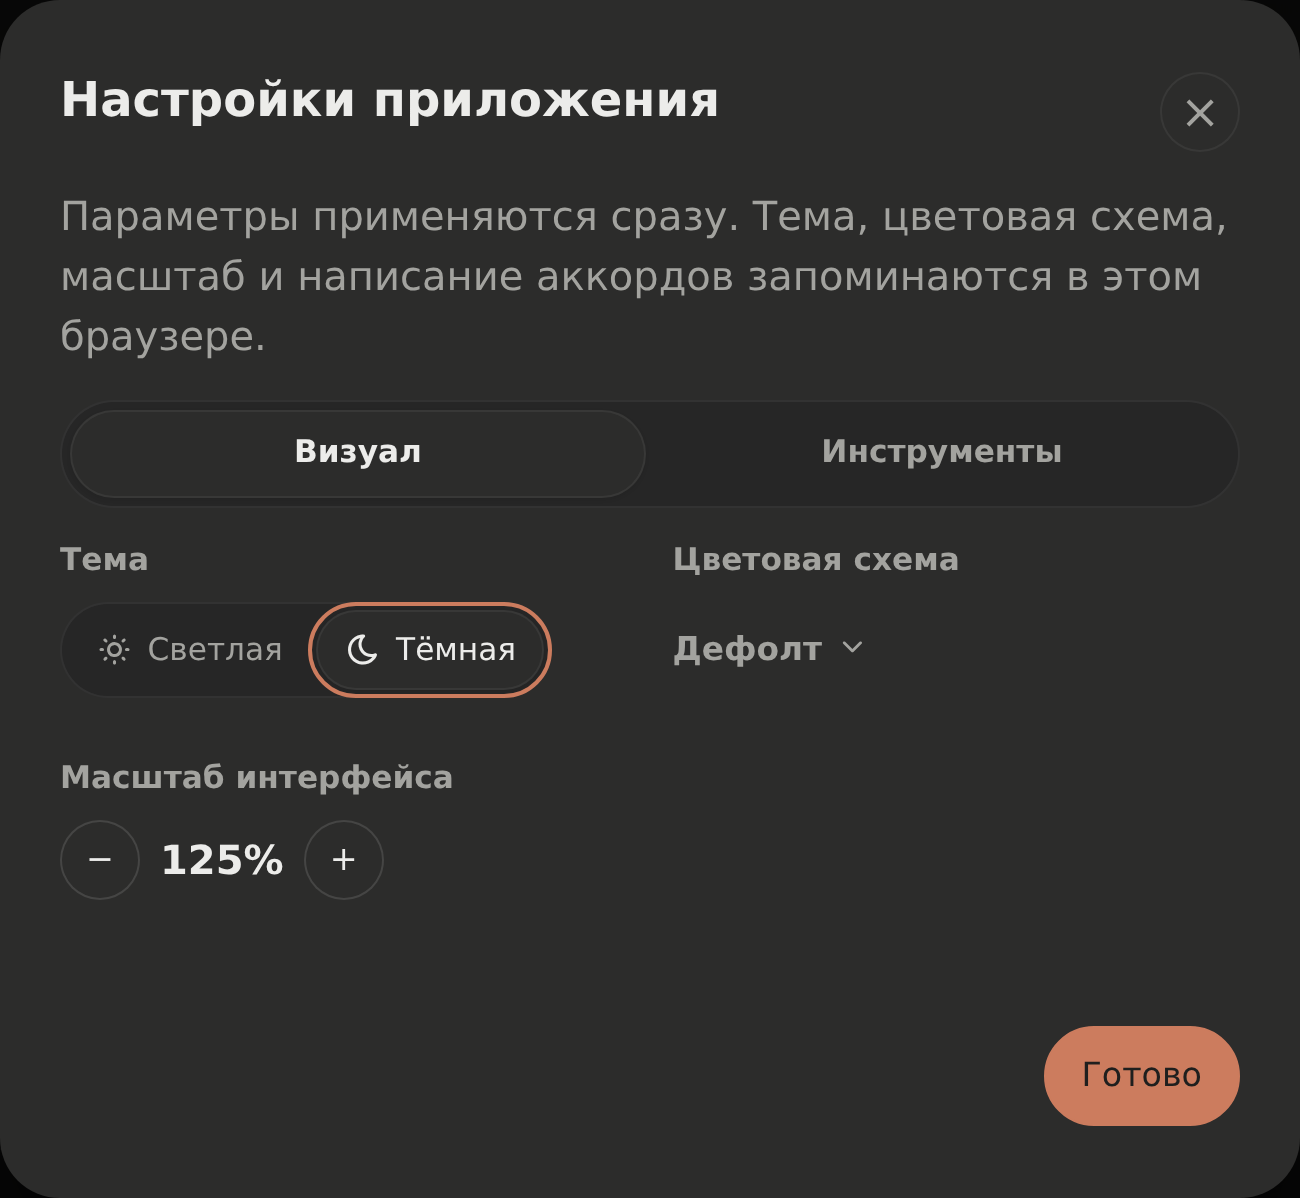 Настройки приложения
Параметры применяются сразу. Тема, цветовая схема,
масштаб и написание аккордов запоминаются в этом
браузере.
Визуал
Инструменты
Тема
Цветовая схема
Светлая
Тёмная
Дефолт
Масштаб интерфейса
− 125% +
Готово